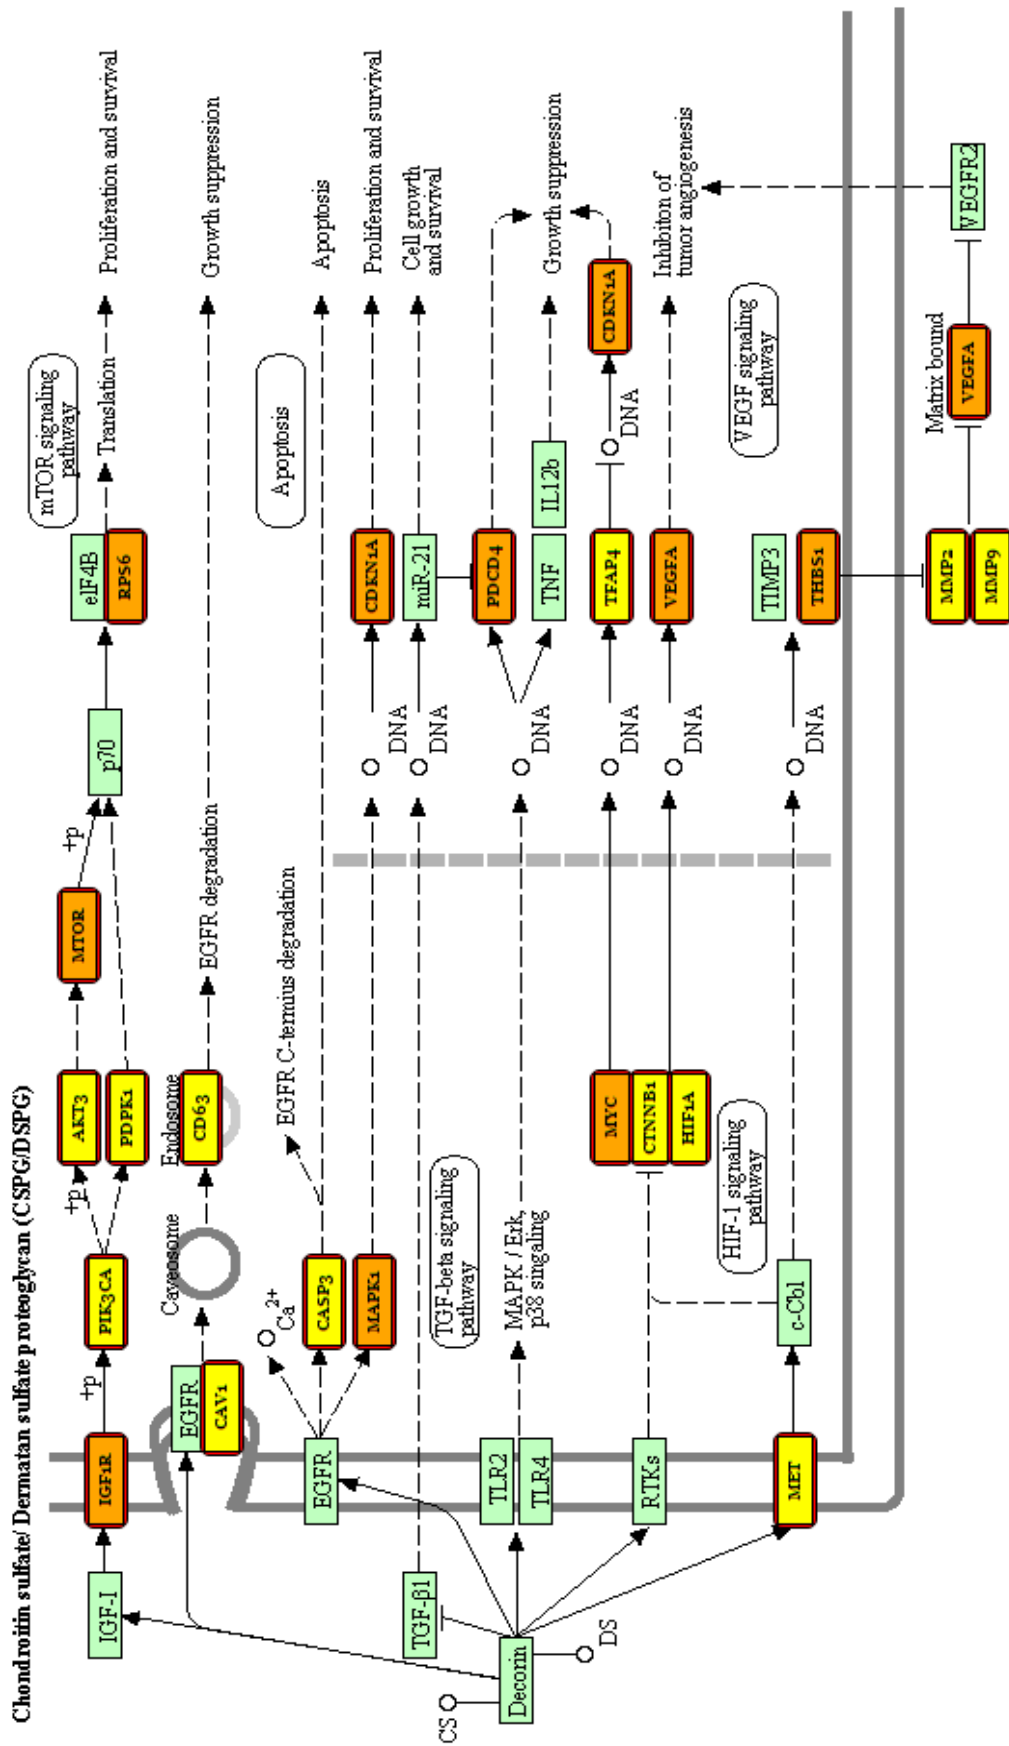 Chondroitin sulfate/ Dermatan sulfate proteoglycan (CSPG/DSPG)
mTOR signaling
pathway
IGF-I
IGF1R
+p
PIK3CA
+p
AKT3
PDPK1
MTOR
+p
p70
eIF4B
RPS6
Translation
Proliferation and survival
EGFR
CAV1
Caveosome
Endosome
CD63
EGFR degradation
Growth suppression
Ca2+
EGFR C-termius degradation
Apoptosis
EGFR
CASP3
Apoptosis
MAPK1
DNA
CDKN1A
Proliferation and survival
TGF-β1
TGF-beta signaling
pathway
DNA
miR-21
Cell growth
and survival
CS
Decorin
DS
TLR2
TLR4
MAPK / Erk,
p38 singaling
DNA
PDCD4
TNF
IL12b
Growth suppression
RTKs
MYC
CTNNB1
HIF1A
DNA
TFAP4
DNA
CDKN1A
DNA
VEGFA
Inhibiton of
tumor angiogenesis
HIF-1 signaling
pathway
VEGF signaling
pathway
MET
c-Cbl
DNA
TIMP3
THBS1
Matrix bound
MMP2
MMP9
VEGFA
VEGFR2